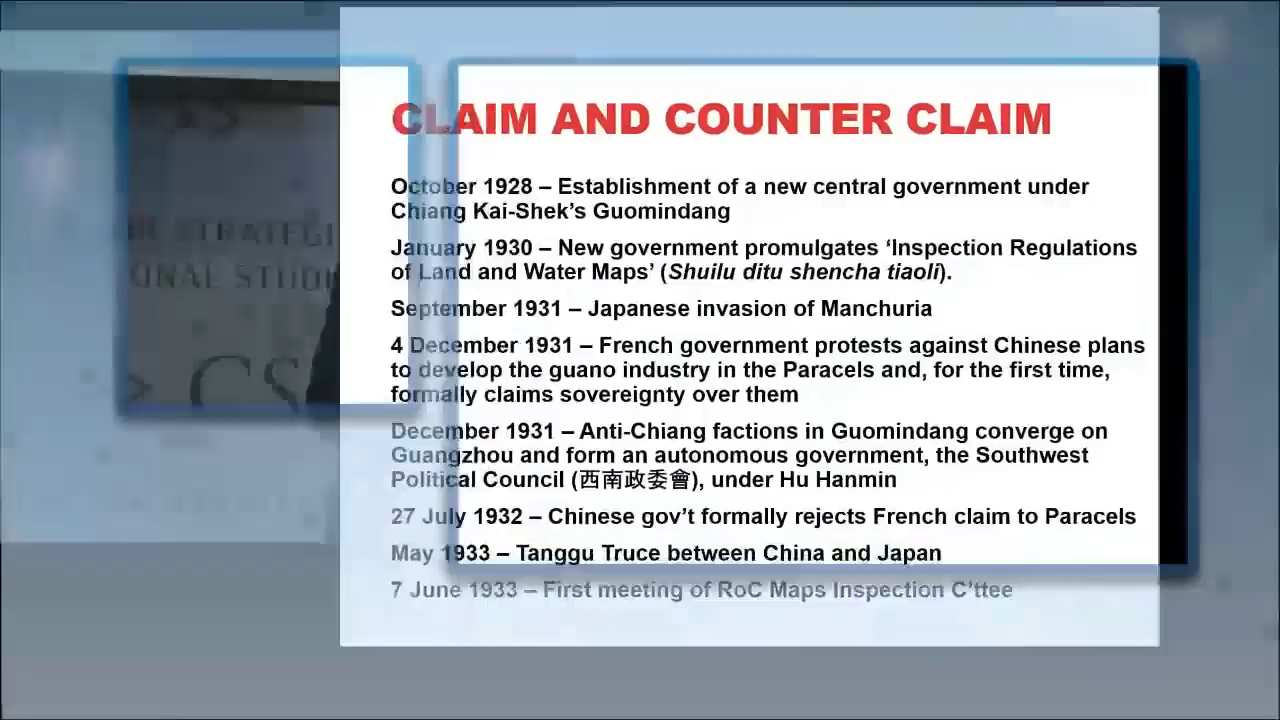 CLAIM AND COUNTER CLAIM
October 1928 – Establishment of a new central government under
Chiang Kai-Shek’s Guomindang
January 1930 – New government promulgates ‘Inspection Regulations
of Land and Water Maps’ (Shuilu ditu shencha tiaoli).
September 1931 – Japanese invasion of Manchuria
4 December 1931 – French government protests against Chinese plans
to develop the guano industry in the Paracels and, for the first time,
formally claims sovereignty over them
December 1931 – Anti-Chiang factions in Guomindang converge on
Guangzhou and form an autonomous government, the Southwest
Political Council (西南政委會), under Hu Hanmin
27 July 1932 – Chinese gov’t formally rejects French claim to Paracels
May 1933 – Tanggu Truce between China and Japan
7 June 1933 – First meeting of RoC Maps Inspection C’ttee